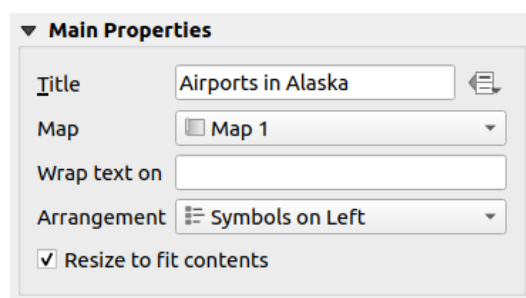 Main Properties
Title Airports in Alaska
Map Map 1
Wrap text on
Arrangement Symbols on Left
Resize to fit contents